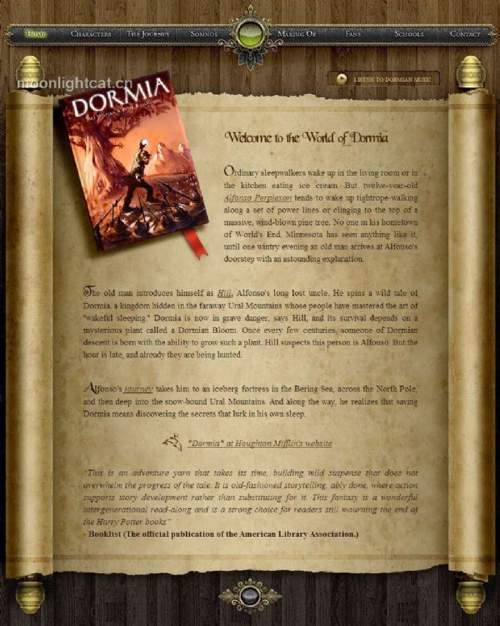 Home Characters The Journey Sounds Making Of Fans Schools Contact
moonlightcat.cn
LISTEN TO DORMIAN MUSIC
DORMIA
Welcome to the World of Dormia
Ordinary sleepwalkers wake up in the living room or in
the kitchen eating ice cream. But twelve-year-old
Alfonso Perplexon tends to wake up tightrope-walking
along a set of power lines or clinging to the top of a
massive, wind-blown pine tree. No one in his hometown
of World's End, Minnesota has seen anything like it,
until one wintry evening an old man arrives at Alfonso's
doorstep with an astounding explanation.
The old man introduces himself as Hill, Alfonso's long lost uncle. He spins a wild tale of
Dormia, a kingdom hidden in the faraway Ural Mountains whose people have mastered the art of
"wakeful sleeping." Dormia is now in grave danger, says Hill, and its survival depends on a
mysterious plant called a Dormian Bloom. Once every few centuries, someone of Dormian
descent is born with the ability to grow such a plant. Hill suspects this person is Alfonso. But the
hour is late, and already they are being hunted.
Alfonso's journey takes him to an iceberg fortress in the Bering Sea, across the North Pole,
and then deep into the snow-bound Ural Mountains. And along the way, he realizes that saving
Dormia means discovering the secrets that lurk in his own sleep.
"Dormia" at Houghton Mifflin's website
"This is an adventure yarn that takes its time, building mild suspense that does not
overwhelm the progress of the tale. It is old-fashioned storytelling, ably done, where action
supports story development rather than substituting for it. This fantasy is a wonderful
intergenerational read-along and is a strong choice for readers still mourning the end of
the Harry Potter books."
- Booklist (The official publication of the American Library Association.)